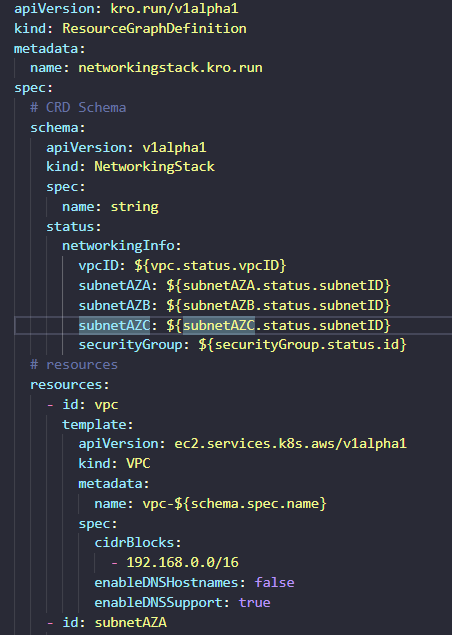 apiVersion: kro.run/v1alpha1
kind: ResourceGraphDefinition
metadata:
  name: networkingstack.kro.run
spec:
  # CRD Schema
  schema:
    apiVersion: v1alpha1
    kind: NetworkingStack
    spec:
      name: string
    status:
      networkingInfo:
        vpcID: ${vpc.status.vpcID}
        subnetAZA: ${subnetAZA.status.subnetID}
        subnetAZB: ${subnetAZB.status.subnetID}
        subnetAZC: ${subnetAZC.status.subnetID}
        securityGroup: ${securityGroup.status.id}
  # resources
  resources:
    - id: vpc
      template:
        apiVersion: ec2.services.k8s.aws/v1alpha1
        kind: VPC
        metadata:
          name: vpc-${schema.spec.name}
        spec:
          cidrBlocks:
            - 192.168.0.0/16
          enableDNSHostnames: false
          enableDNSSupport: true
    - id: subnetAZA